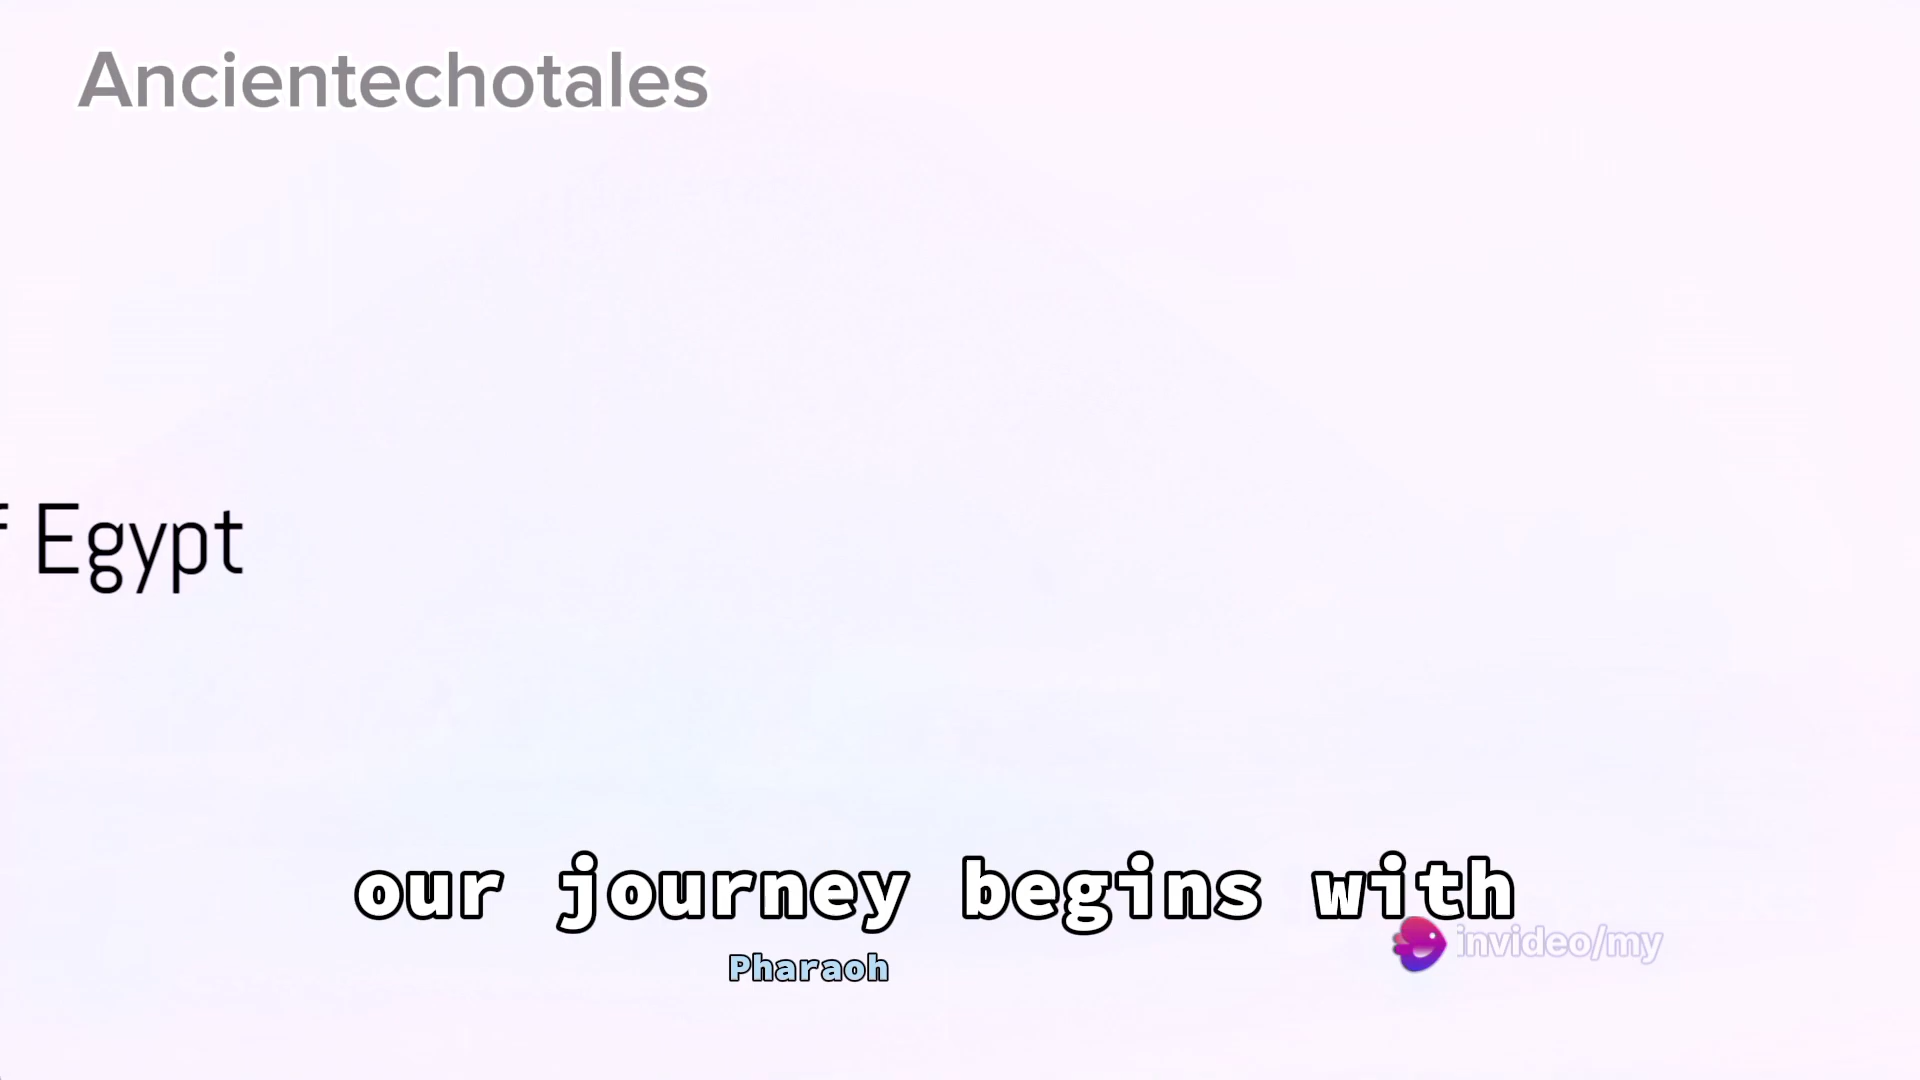 Ancientechotales
f Egypt
our journey begins with
Pharaoh
invideo/my